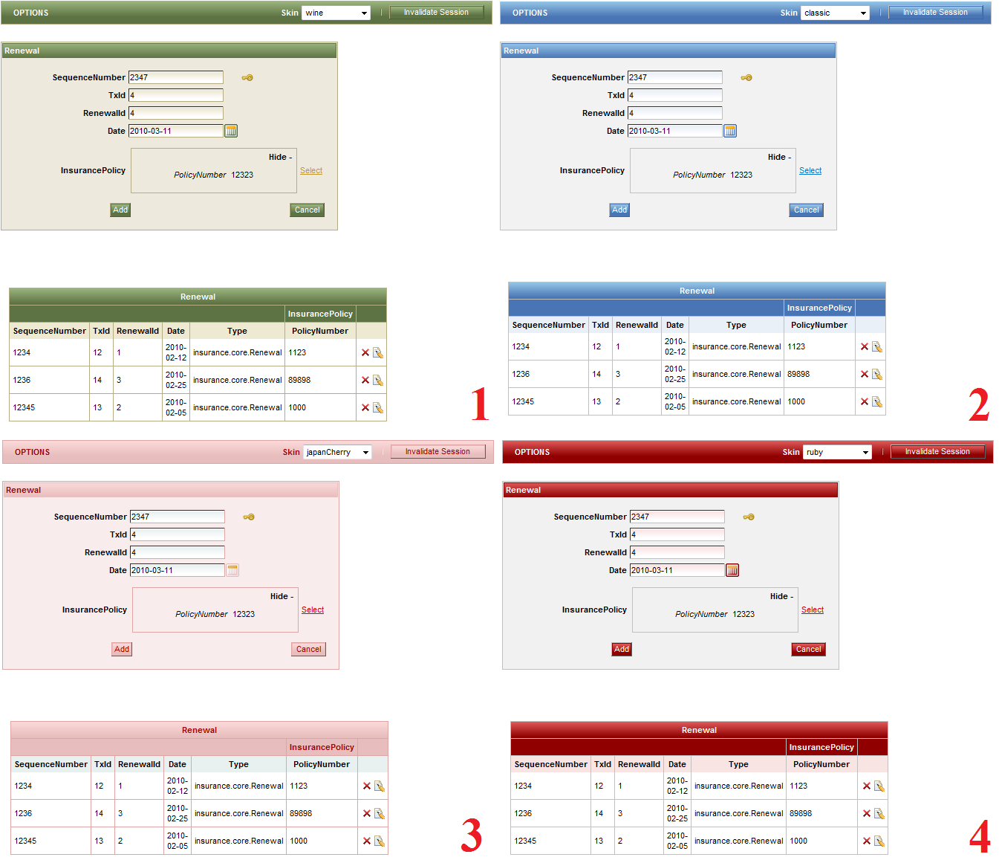 OPTIONS Skin wine Invalidate Session
Renewal
SequenceNumber 2347
TxId 4
RenewalId 4
Date 2010-03-11
Hide -
InsurancePolicy PolicyNumber 12323 Select
Add Cancel
Renewal
InsurancePolicy
SequenceNumber TxId RenewalId Date Type PolicyNumber
1234 12 1 2010-02-12 insurance.core.Renewal 1123
1236 14 3 2010-02-25 insurance.core.Renewal 89898
12345 13 2 2010-02-05 insurance.core.Renewal 1000
1
OPTIONS Skin classic Invalidate Session
Renewal
SequenceNumber 2347
TxId 4
RenewalId 4
Date 2010-03-11
Hide -
InsurancePolicy PolicyNumber 12323 Select
Add Cancel
Renewal
InsurancePolicy
SequenceNumber TxId RenewalId Date Type PolicyNumber
1234 12 1 2010-02-12 insurance.core.Renewal 1123
1236 14 3 2010-02-25 insurance.core.Renewal 89898
12345 13 2 2010-02-05 insurance.core.Renewal 1000
2
OPTIONS Skin japanCherry Invalidate Session
Renewal
SequenceNumber 2347
TxId 4
RenewalId 4
Date 2010-03-11
Hide -
InsurancePolicy PolicyNumber 12323 Select
Add Cancel
Renewal
InsurancePolicy
SequenceNumber TxId RenewalId Date Type PolicyNumber
1234 12 1 2010-02-12 insurance.core.Renewal 1123
1236 14 3 2010-02-25 insurance.core.Renewal 89898
12345 13 2 2010-02-05 insurance.core.Renewal 1000
3
OPTIONS Skin ruby Invalidate Session
Renewal
SequenceNumber 2347
TxId 4
RenewalId 4
Date 2010-03-11
Hide -
InsurancePolicy PolicyNumber 12323 Select
Add Cancel
Renewal
InsurancePolicy
SequenceNumber TxId RenewalId Date Type PolicyNumber
1234 12 1 2010-02-12 insurance.core.Renewal 1123
1236 14 3 2010-02-25 insurance.core.Renewal 89898
12345 13 2 2010-02-05 insurance.core.Renewal 1000
4